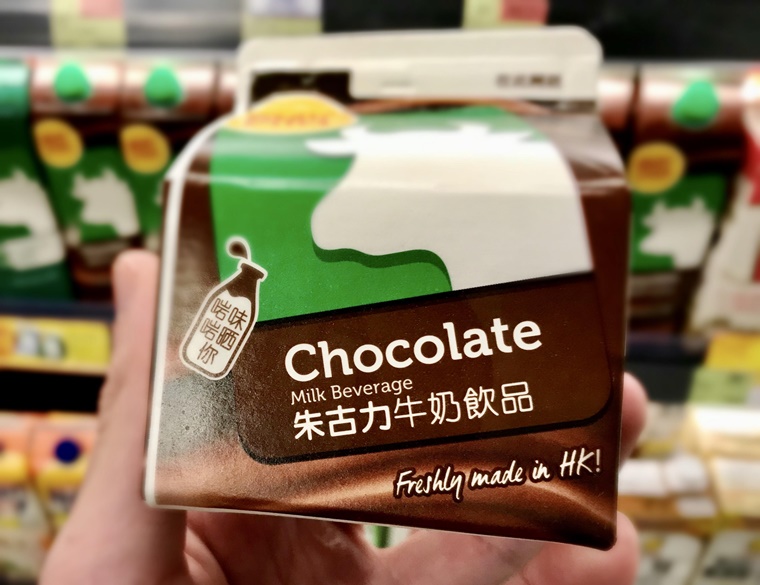 啱味
啱晒
你
Chocolate
Milk Beverage
朱古力牛奶飲品
Freshly made in HK!